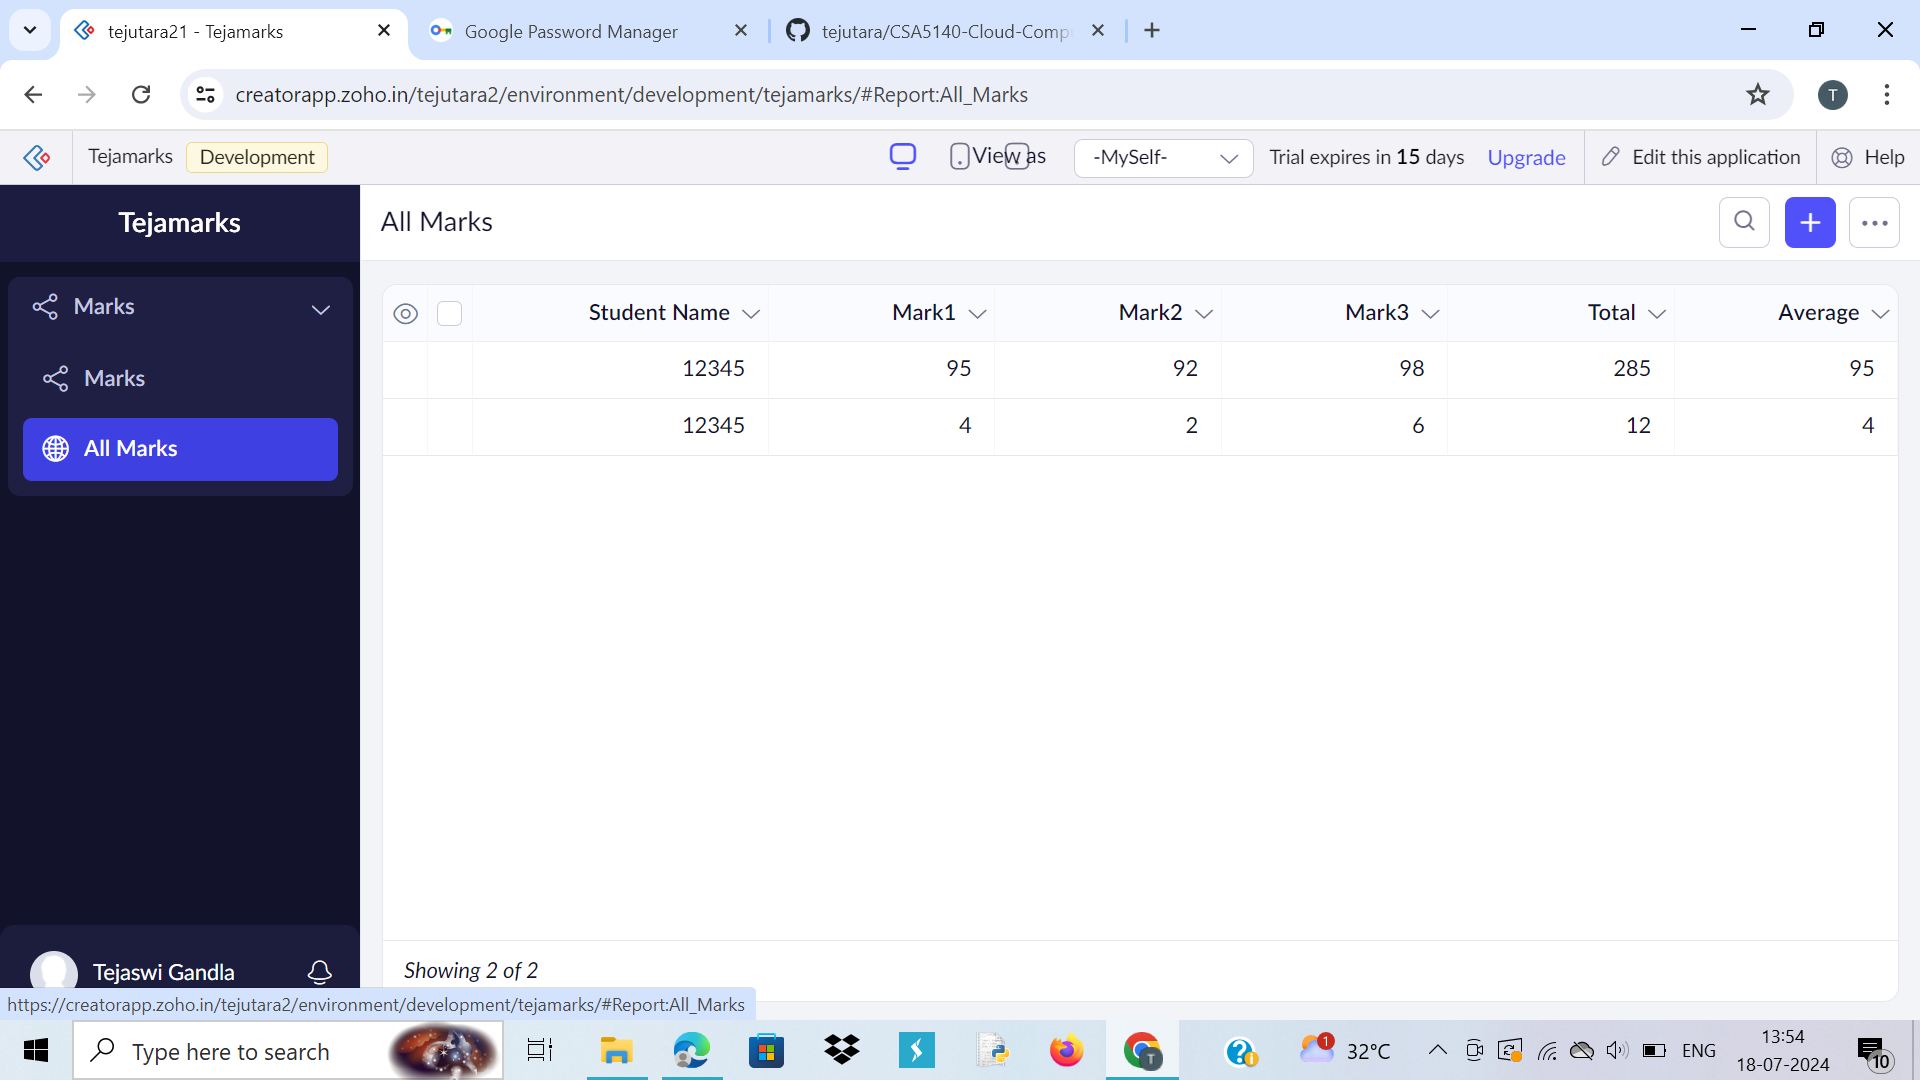 tejutara21 - Tejamarks
Google Password Manager
tejutara/CSA5140-Cloud-Comp
creatorapp.zoho.in/tejutara2/environment/development/tejamarks/#Report:All_Marks
T
Tejamarks
Development
View as
-MySelf-
Trial expires in 15 days
Upgrade
Edit this application
Help
Tejamarks
All Marks
Marks
Marks
All Marks
Student Name Mark1 Mark2 Mark3 Total Average
12345 95 92 98 285 95
12345 4 2 6 12 4
Showing 2 of 2
Tejaswi Gandla
https://creatorapp.zoho.in/tejutara2/environment/development/tejamarks/#Report:All_Marks
Type here to search
T
1
32°C
ENG
13:54
18-07-2024
10